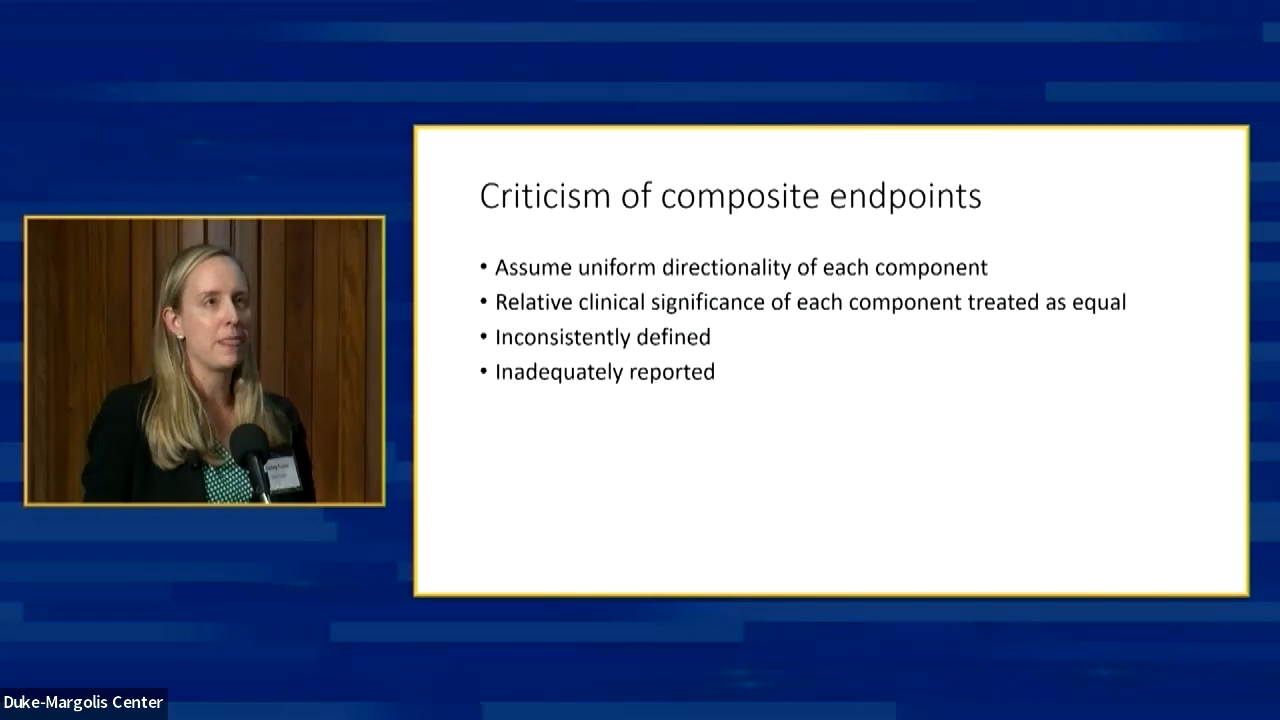 Criticism of composite endpoints
• Assume uniform directionality of each component
• Relative clinical significance of each component treated as equal
• Inconsistently defined
• Inadequately reported
Duke-Margolis Center